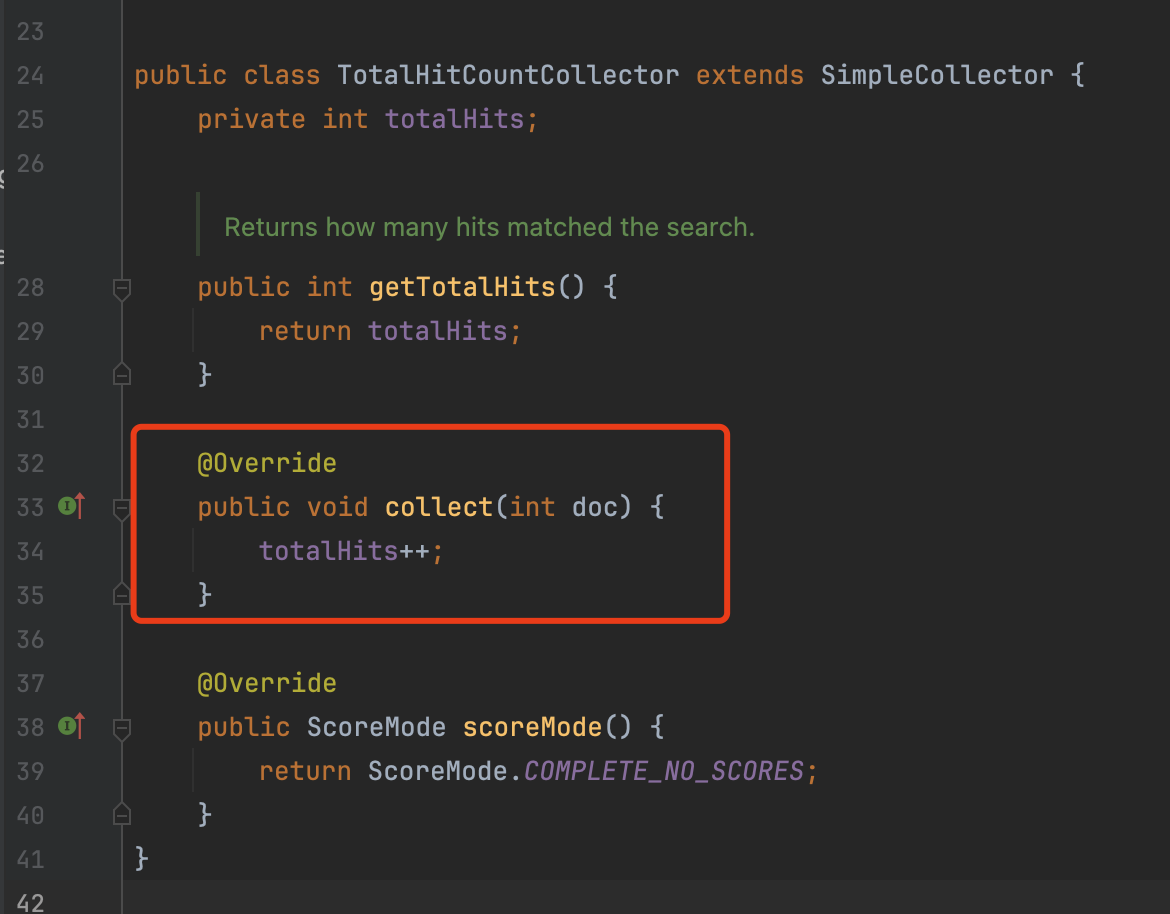 23
24 public class TotalHitCountCollector extends SimpleCollector {
25 private int totalHits;
26
Returns how many hits matched the search.
28 public int getTotalHits() {
29 return totalHits;
30 }
31
32 @Override
33 public void collect(int doc) {
34 totalHits++;
35 }
36
37 @Override
38 public ScoreMode scoreMode() {
39 return ScoreMode.COMPLETE_NO_SCORES;
40 }
41 }
42